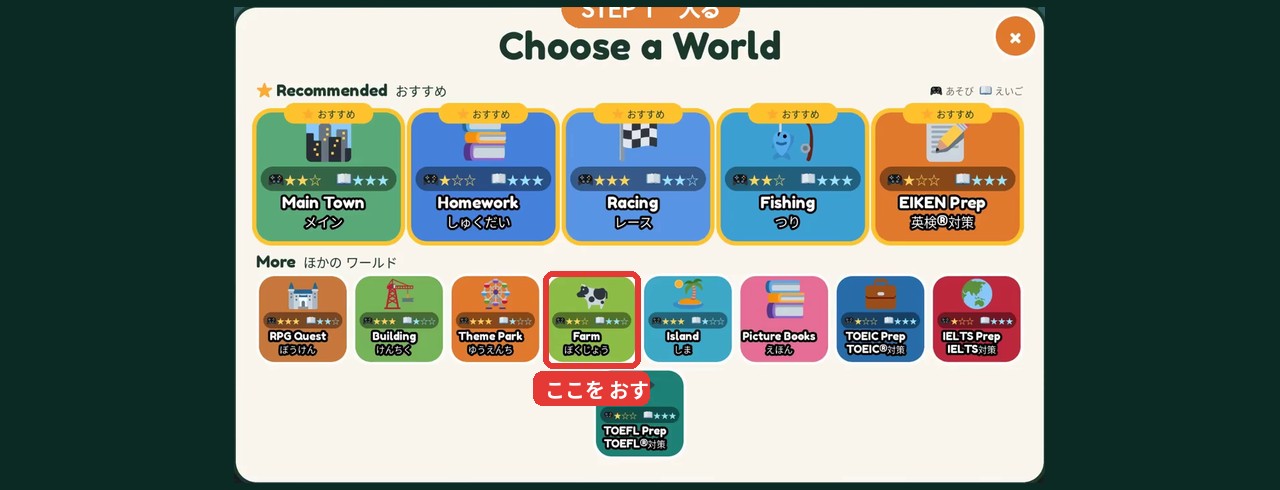 STEP 1 入る
Choose a World
Recommended おすすめ
あそび えいご
おすすめ おすすめ おすすめ おすすめ おすすめ
★★☆ ★★★ ★☆☆ ★★★ ★★★ ★★☆ ★★☆ ★★★ ★☆☆ ★★★
Main Town Homework Racing Fishing EIKEN Prep
メイン しゅくだい レース つり 英検®対策
More ほかの ワールド
★★★ ★☆☆ ★★★ ★☆☆ ★★★ ★☆☆ ★★☆ ★★☆ ★★★ ★☆☆ ★☆☆ ★★★ ★☆☆ ★★★ ★☆☆ ★★★
RPG Quest Building Theme Park Farm Island Picture Books TOEIC Prep IELTS Prep
ぼうけん けんちく ゆうえんち ぼくじょう しま えほん TOEIC®対策 IELTS対策
ここを おす
★☆☆ ★★★
TOEFL Prep
TOEFL®対策